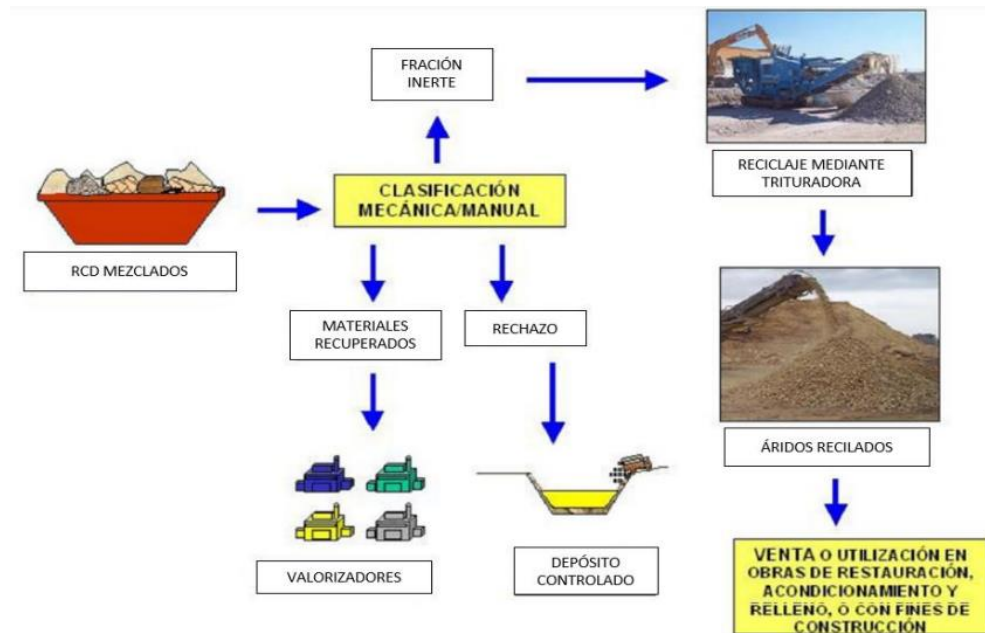 FRACIÓN
INERTE
RECICLAJE MEDIANTE
TRITURADORA
CLASIFICACIÓN
MECÁNICA/MANUAL
RCD MEZCLADOS
MATERIALES
RECUPERADOS
RECHAZO
ÁRIDOS RECILADOS
VALORIZADORES
DEPÓSITO
CONTROLADO
VENTA O UTILIZACIÓN EN
OBRAS DE RESTAURACIÓN,
ACONDICIONAMIENTO Y
RELLENO, O CON FINES DE
CONSTRUCCIÓN